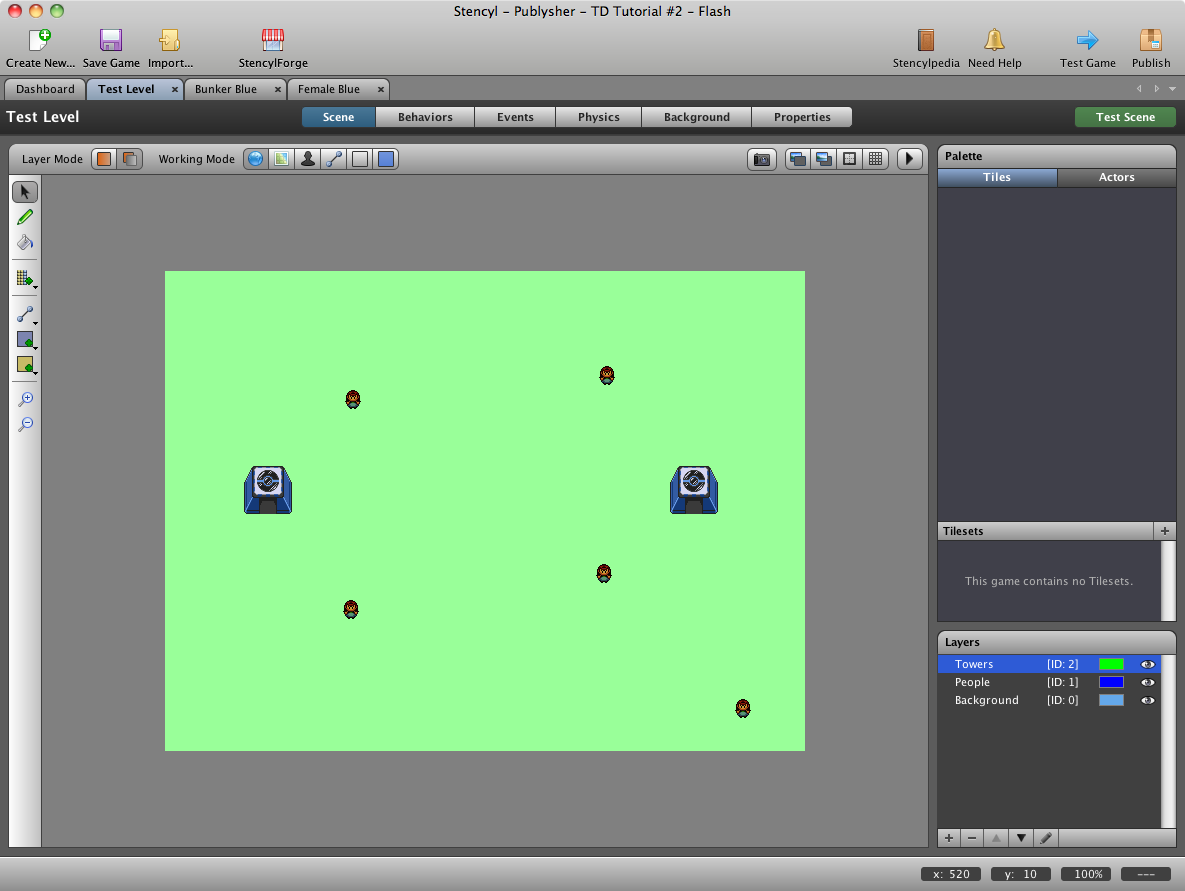 Stencyl – Publysher – TD Tutorial #2 – Flash
Create New... Save Game Import... StencylForge Stencylpedia Need Help Test Game Publish
Dashboard Test Level × Bunker Blue × Female Blue ×
Test Level Scene Behaviors Events Physics Background Properties Test Scene
Layer Mode Working Mode Palette
Tiles Actors
Tilesets +
This game contains no Tilesets.
Layers
Towers [ID: 2]
People [ID: 1]
Background [ID: 0]
x: 520 y: 10 100% ---